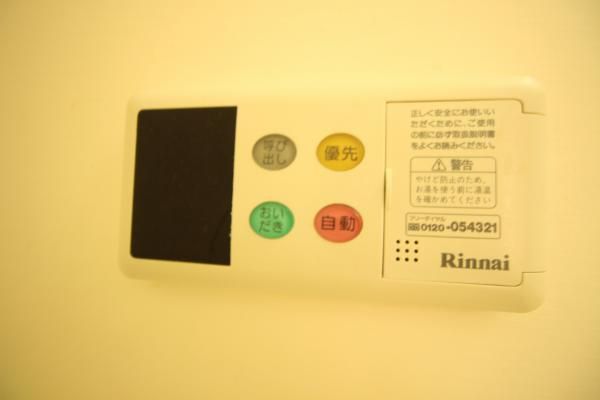 呼び
出し
優先
おい
だき
自動
正しく安全にお使いい
ただくために、ご使用
の前に必ず取扱説明書
をよくお読みください。
警告
やけど防止のため、
お湯を使う前に湯温
を確かめてください
フリーダイヤル
0120-054321
Rinnai